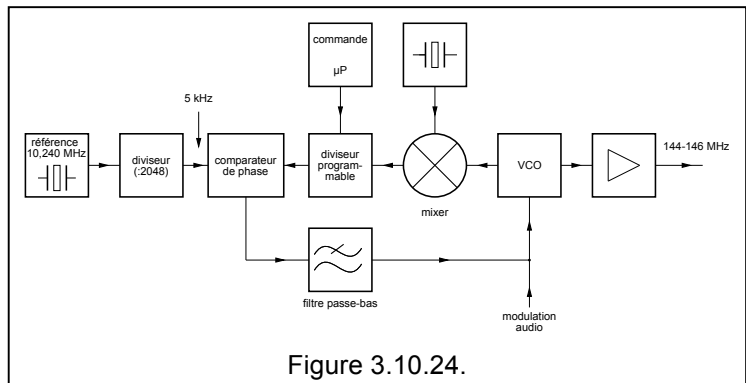 commande
µP
5 kHz
référence
10,240 MHz
diviseur
(:2048)
comparateur
de phase
diviseur
program-
mable
mixer
VCO
144-146 MHz
filtre passe-bas
modulation
audio
Figure 3.10.24.